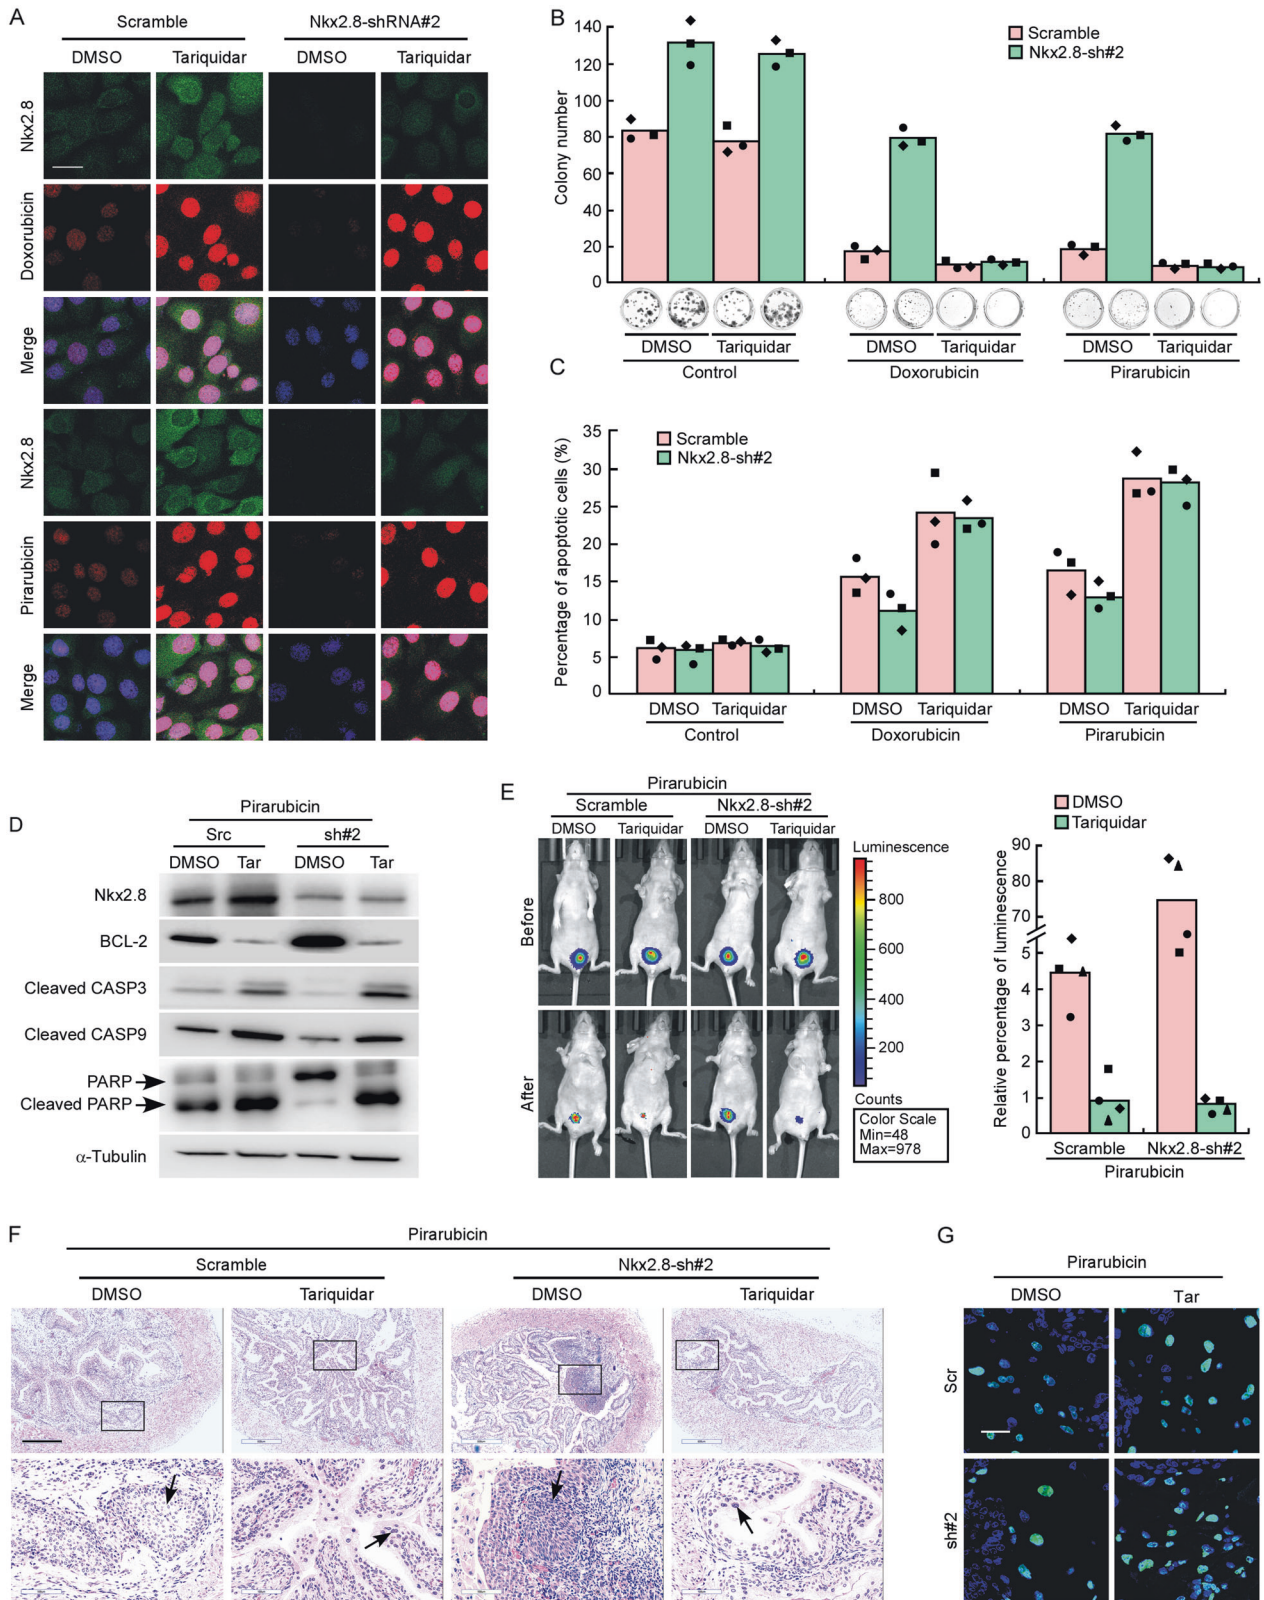 A
Scramble
Nkx2.8-shRNA#2
DMSO
Tariquidar
DMSO
Tariquidar
Nkx2.8
Doxorubicin
Merge
Nkx2.8
Pirarubicin
Merge
B
Colony number
140
120
100
80
60
40
20
0
Scramble
Nkx2.8-sh#2
DMSO
Tariquidar
Control
DMSO
Tariquidar
Doxorubicin
DMSO
Tariquidar
Pirarubicin
C
Percentage of apoptotic cells (%)
35
30
25
20
15
10
5
0
Scramble
Nkx2.8-sh#2
DMSO
Tariquidar
Control
DMSO
Tariquidar
Doxorubicin
DMSO
Tariquidar
Pirarubicin
D
Pirarubicin
Src
sh#2
DMSO
Tar
DMSO
Tar
Nkx2.8
BCL-2
Cleaved CASP3
Cleaved CASP9
PARP
Cleaved PARP
α-Tubulin
E
Pirarubicin
Scramble
Nkx2.8-sh#2
DMSO
Tariquidar
DMSO
Tariquidar
Before
After
Luminescence
800
600
400
200
Counts
Color Scale
Min=48
Max=978
DMSO
Tariquidar
Relative percentage of luminescence
90
80
70
5
4
3
2
1
0
Scramble
Nkx2.8-sh#2
Pirarubicin
F
Pirarubicin
Scramble
Nkx2.8-sh#2
DMSO
Tariquidar
DMSO
Tariquidar
G
Pirarubicin
DMSO
Tar
Scr
sh#2